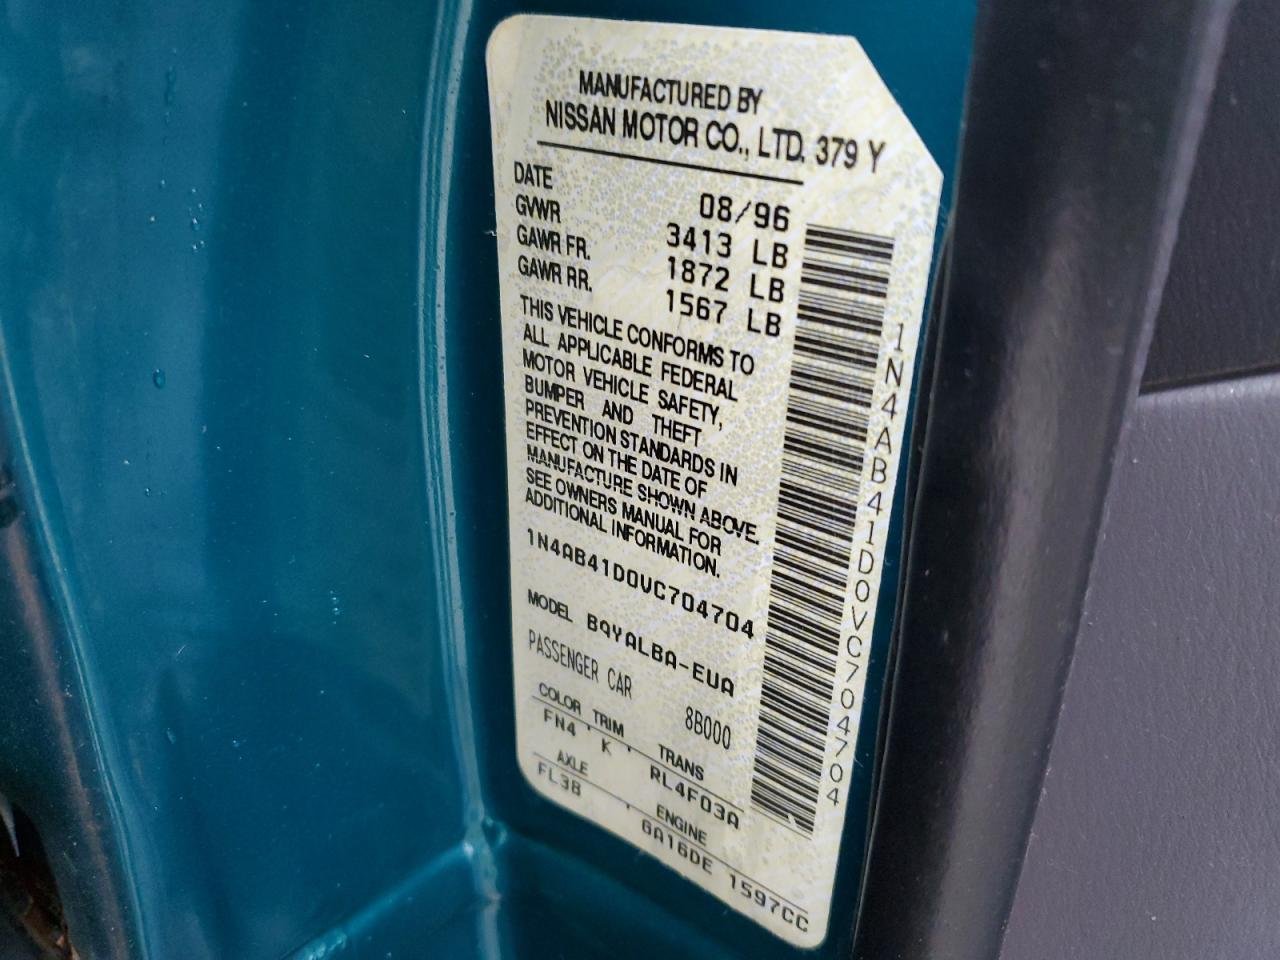 MANUFACTURED BY
NISSAN MOTOR CO., LTD. 379 Y
DATE 08/96
GVWR 3413 LB
GAWR FR. 1872 LB
GAWR RR. 1567 LB
THIS VEHICLE CONFORMS TO
ALL APPLICABLE FEDERAL
MOTOR VEHICLE SAFETY,
BUMPER AND THEFT
PREVENTION STANDARDS IN
EFFECT ON THE DATE OF
MANUFACTURE SHOWN ABOVE.
SEE OWNERS MANUAL FOR
ADDITIONAL INFORMATION.
1N4AB41D0VC704704
MODEL BQYALBA-EUA
PASSENGER CAR 8B000
COLOR TRIM TRANS
FN4 ' K ' RL4F03A
AXLE ENGINE
FL38 ' GA16DE 1597CC
1N4AB41D0VC704704